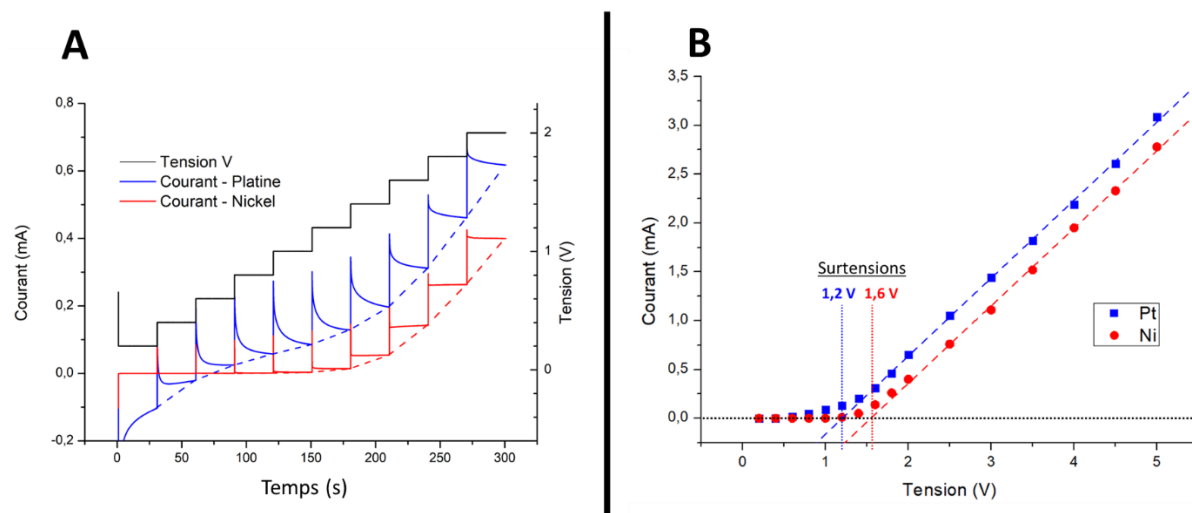 A
0,8
0,6
0,4
0,2
0,0
-0,2
Courant (mA)
0
50
100
150
200
250
300
Temps (s)
2
1
0
Tension (V)
Tension V
Courant - Platine
Courant - Nickel
B
3,5
3,0
2,5
2,0
1,5
1,0
0,5
0,0
Courant (mA)
0
1
2
3
4
5
Tension (V)
Surtensions
1,2 V
1,6 V
Pt
Ni